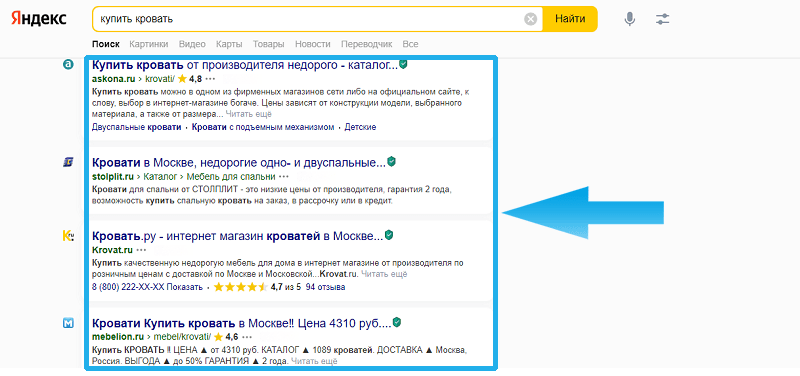 Яндекс
купить кровать
Найти
Поиск Картинки Видео Карты Товары Новости Переводчик Все
Купить кровать от производителя недорого - каталог...
askona.ru › krovati/ 4,8 •••
Купить кровать можно в одном из фирменных магазинов сети либо на официальном сайте, к
слову, выбор в интернет-магазине богаче. Цены зависят от конструкции модели, выбранного
материала, а также от размера... Читать ещё
Двуспальные кровати • Кровати с подъемным механизмом • Детские
Кровати в Москве, недорогие одно- и двуспальные...
stolplit.ru › Каталог › Мебель для спальни •••
Кровати для спальни от СТОЛПЛИТ - это низкие цены от производителя, гарантия 2 года,
возможность купить спальную кровать на заказ, в рассрочку или в кредит.
Кровать.ру - интернет магазин кроватей в Москве...
Krovat.ru •••
Купить качественную недорогую мебель для дома в интернет магазине от производителя по
розничным ценам с доставкой по Москве и Московской...Krovat.ru. Читать ещё
8 (800) 222-XX-XX Показать • 4,7 из 5 94 отзыва
Кровати Купить кровать в Москве‼ Цена 4310 руб....
mebelion.ru › mebel/krovati/ 4,6 •••
Купить КРОВАТЬ ‼ ЦЕНА ▲ от 4310 руб. КАТАЛОГ ▲ 1089 кроватей. ДОСТАВКА ▲ Москва,
Россия. ВЫГОДА ▲ до 50% ГАРАНТИЯ ▲ 2 года. Читать ещё